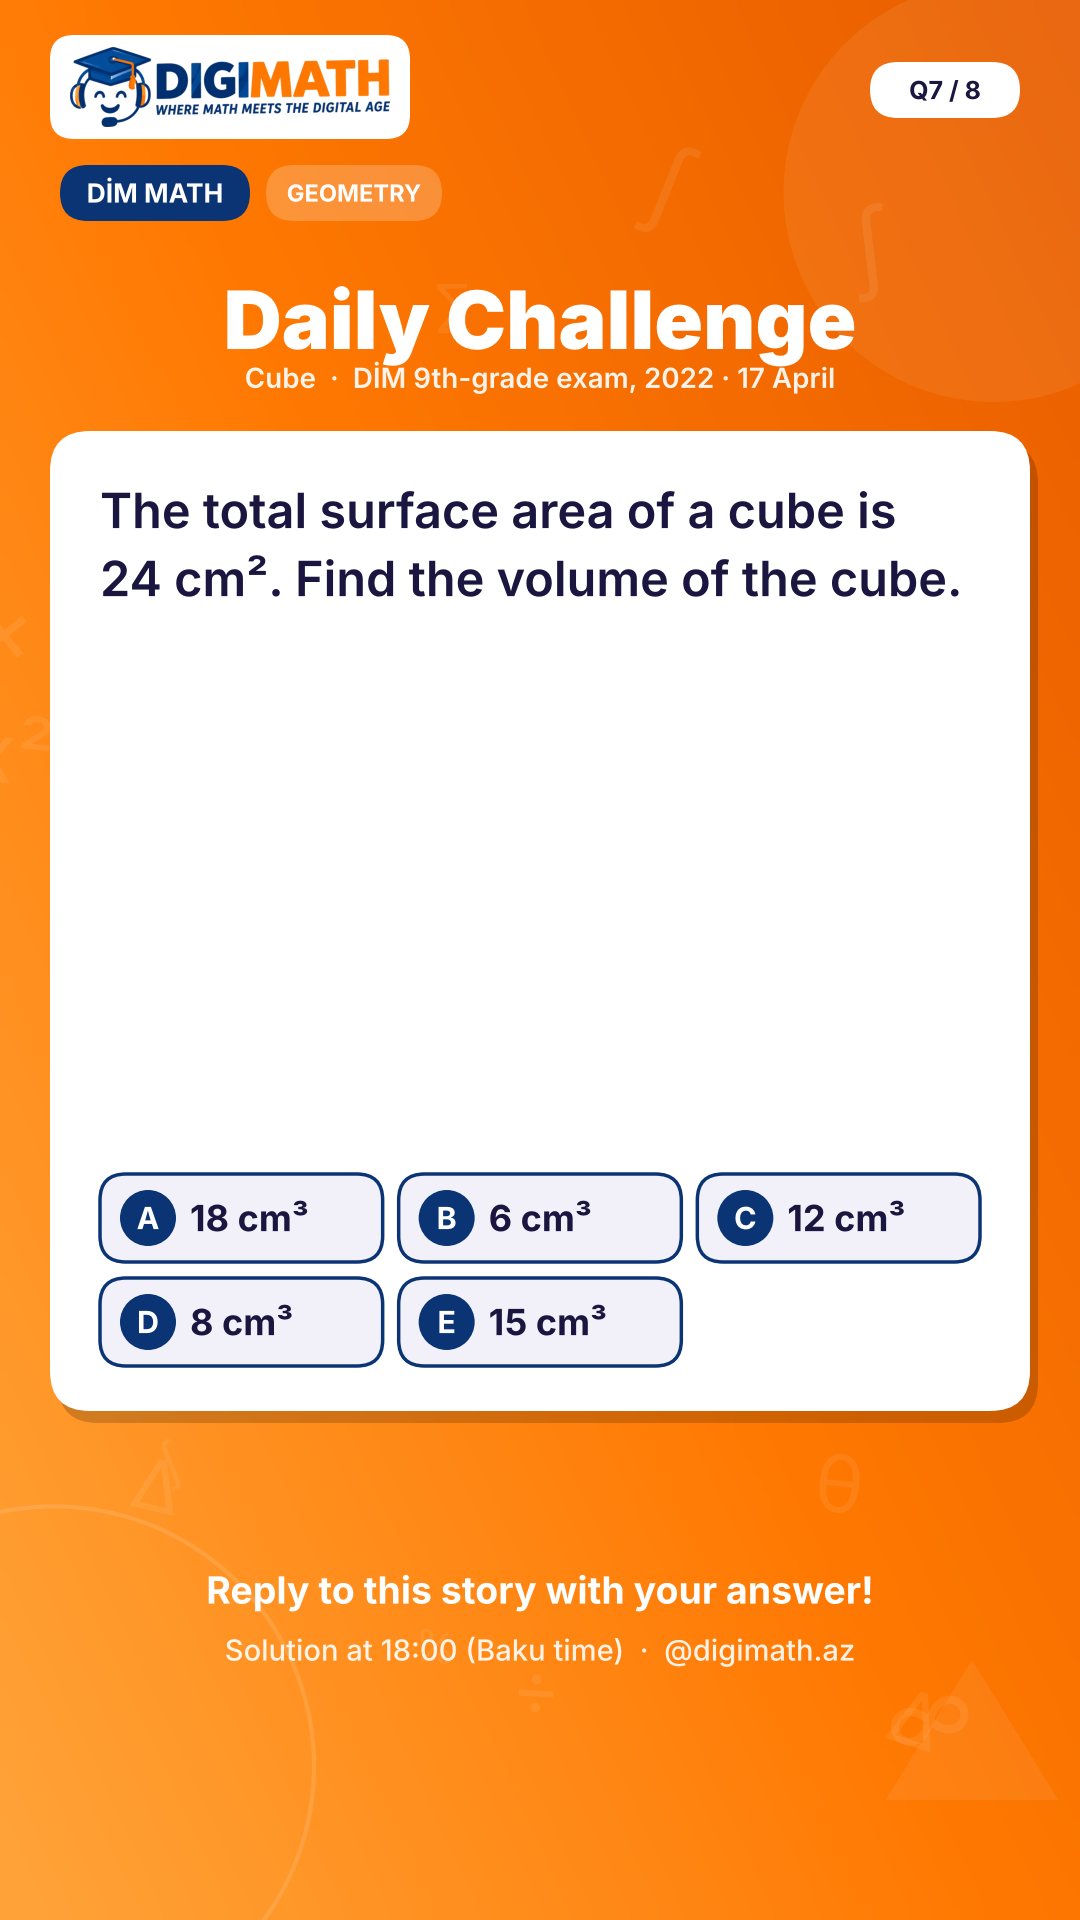 DIGIMATH
WHERE MATH MEETS THE DIGITAL AGE
Q7 / 8
DİM MATH
GEOMETRY
Daily Challenge
Cube · DİM 9th-grade exam, 2022 · 17 April
The total surface area of a cube is
24 cm². Find the volume of the cube.
A 18 cm³
B 6 cm³
C 12 cm³
D 8 cm³
E 15 cm³
Reply to this story with your answer!
Solution at 18:00 (Baku time) · @digimath.az